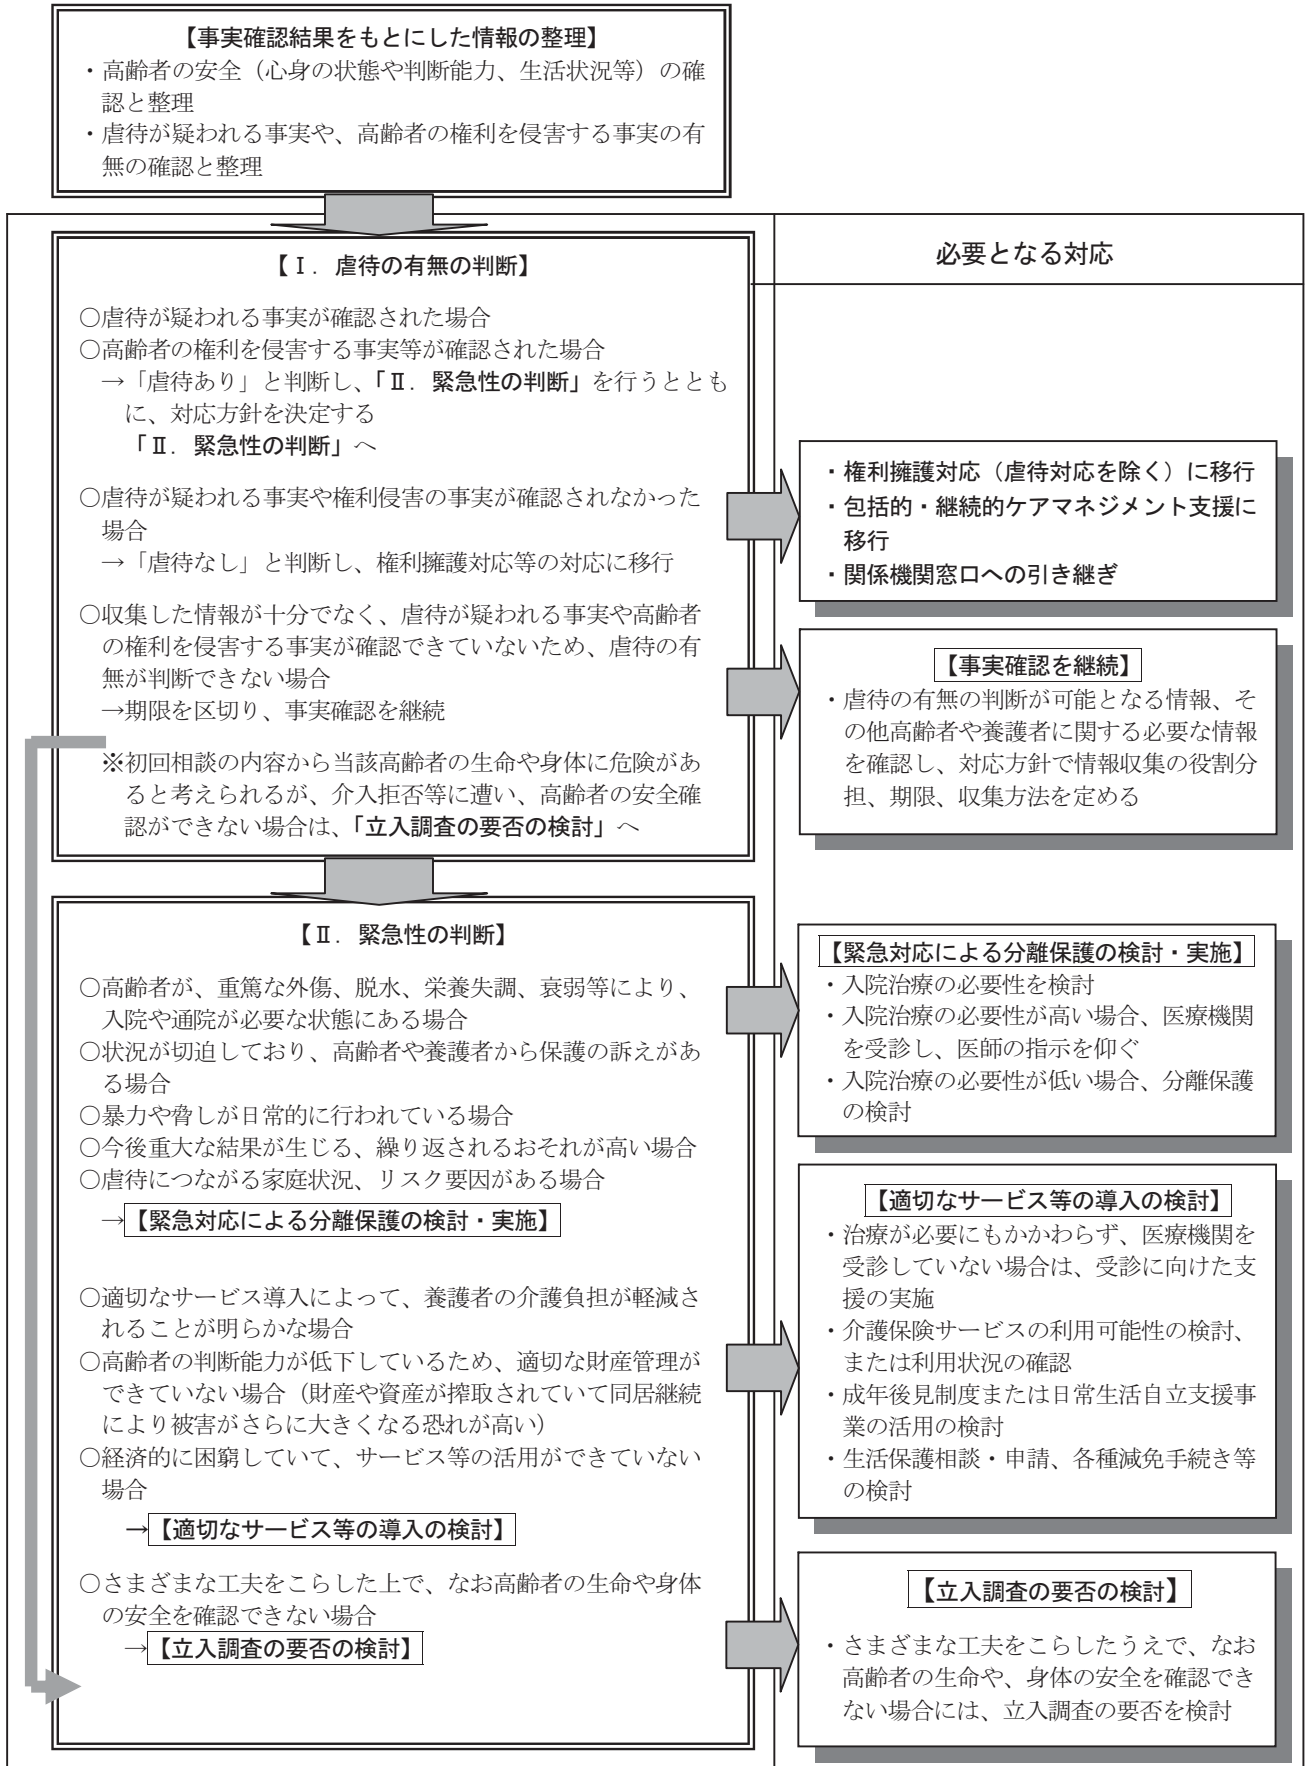 【事実確認結果をもとにした情報の整理】
・高齢者の安全（心身の状態や判断能力、生活状況等）の確
認と整理
・虐待が疑われる事実や、高齢者の権利を侵害する事実の有
無の確認と整理
【Ⅰ．虐待の有無の判断】
○虐待が疑われる事実が確認された場合
○高齢者の権利を侵害する事実等が確認された場合
→「虐待あり」と判断し、「Ⅱ．緊急性の判断」を行うととも
に、対応方針を決定する
「Ⅱ．緊急性の判断」へ
○虐待が疑われる事実や権利侵害の事実が確認されなかった
場合
→「虐待なし」と判断し、権利擁護対応等の対応に移行
○収集した情報が十分でなく、虐待が疑われる事実や高齢者
の権利を侵害する事実が確認できていないため、虐待の有
無が判断できない場合
→期限を区切り、事実確認を継続
※初回相談の内容から当該高齢者の生命や身体に危険があ
ると考えられるが、介入拒否等に遭い、高齢者の安全確
認ができない場合は、「立入調査の要否の検討」へ
必要となる対応
・権利擁護対応（虐待対応を除く）に移行
・包括的・継続的ケアマネジメント支援に
移行
・関係機関窓口への引き継ぎ
【事実確認を継続】
・虐待の有無の判断が可能となる情報、そ
の他高齢者や養護者に関する必要な情報
を確認し、対応方針で情報収集の役割分
担、期限、収集方法を定める
【Ⅱ．緊急性の判断】
○高齢者が、重篤な外傷、脱水、栄養失調、衰弱等により、
入院や通院が必要な状態にある場合
○状況が切迫しており、高齢者や養護者から保護の訴えがあ
る場合
○暴力や脅しが日常的に行われている場合
○今後重大な結果が生じる、繰り返されるおそれが高い場合
○虐待につながる家庭状況、リスク要因がある場合
→【緊急対応による分離保護の検討・実施】
○適切なサービス導入によって、養護者の介護負担が軽減さ
れることが明らかな場合
○高齢者の判断能力が低下しているため、適切な財産管理が
できていない場合（財産や資産が搾取されていて同居継続
により被害がさらに大きくなる恐れが高い）
○経済的に困窮していて、サービス等の活用ができていない
場合
→【適切なサービス等の導入の検討】
○さまざまな工夫をこらした上で、なお高齢者の生命や身体
の安全を確認できない場合
→【立入調査の要否の検討】
【緊急対応による分離保護の検討・実施】
・入院治療の必要性を検討
・入院治療の必要性が高い場合、医療機関
を受診し、医師の指示を仰ぐ
・入院治療の必要性が低い場合、分離保護
の検討
【適切なサービス等の導入の検討】
・治療が必要にもかかわらず、医療機関を
受診していない場合は、受診に向けた支
援の実施
・介護保険サービスの利用可能性の検討、
または利用状況の確認
・成年後見制度または日常生活自立支援事
業の活用の検討
・生活保護相談・申請、各種減免手続き等
の検討
【立入調査の要否の検討】
・さまざまな工夫をこらしたうえで、なお
高齢者の生命や、身体の安全を確認でき
ない場合には、立入調査の要否を検討